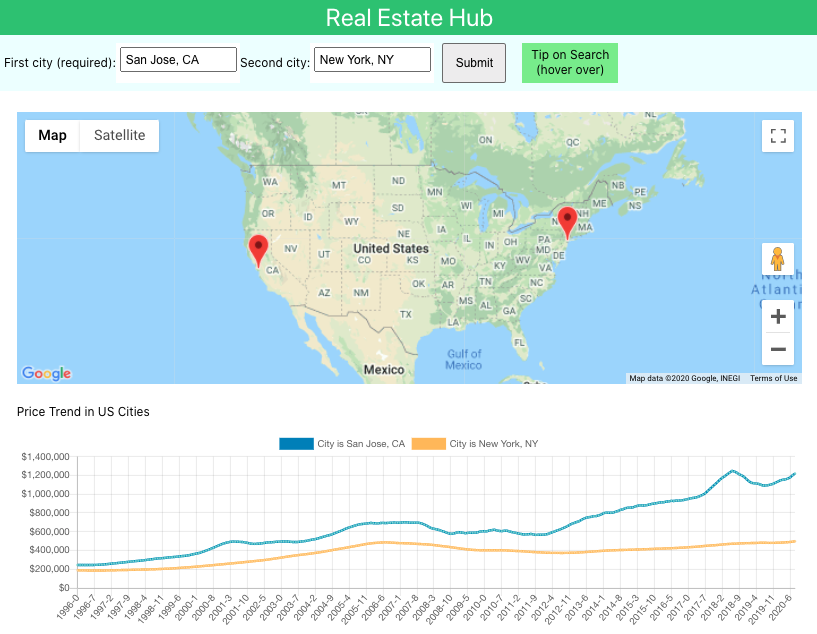 Real Estate Hub
First city (required): San Jose, CA Second city: New York, NY Submit Tip on Search
(hover over)
Map Satellite
NL
ON
QC
WA
MT
ND
MN
NB
PE
OR
ID
SD
WI
MI
NH
ME
NS
WY
IA
MA
NV
UT
NE
United States
IL
IN
OH
PA
MD
CO
KS
MO
WV
DE
CA
KY
VA
AZ
NM
OK
AR
TN
NC
MS
AL
SC
TX
GA
LA
FL
Gulf of
Mexico
Mexico
Google
Map data ©2020 Google, INEGI Terms of Use
Price Trend in US Cities
City is San Jose, CA City is New York, NY
$1,400,000
$1,200,000
$1,000,000
$800,000
$600,000
$400,000
$200,000
$0
1996-0 1996-7 1997-2 1997-9 1998-4 1998-11 1999-6 2000-1 2000-8 2001-3 2001-10 2002-5 2003-0 2003-7 2004-2 2004-9 2005-4 2005-11 2006-6 2007-1 2007-8 2008-3 2008-10 2009-5 2010-0 2010-7 2011-2 2011-9 2012-4 2012-11 2013-6 2014-1 2014-8 2015-3 2015-10 2016-5 2017-0 2017-7 2018-2 2018-9 2019-4 2019-11 2020-6